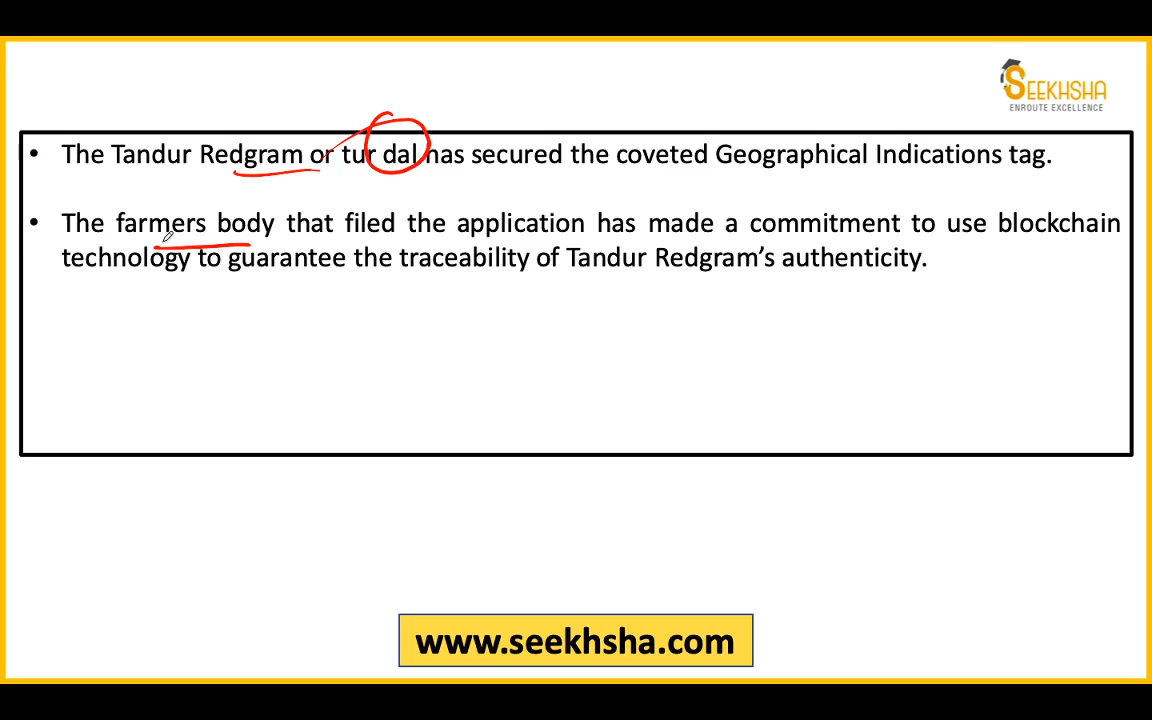 SEEKHSHA
ENROUTE EXCELLENCE
• The Tandur Redgram or tur dal has secured the coveted Geographical Indications tag.
• The farmers body that filed the application has made a commitment to use blockchain
technology to guarantee the traceability of Tandur Redgram’s authenticity.
www.seekhsha.com